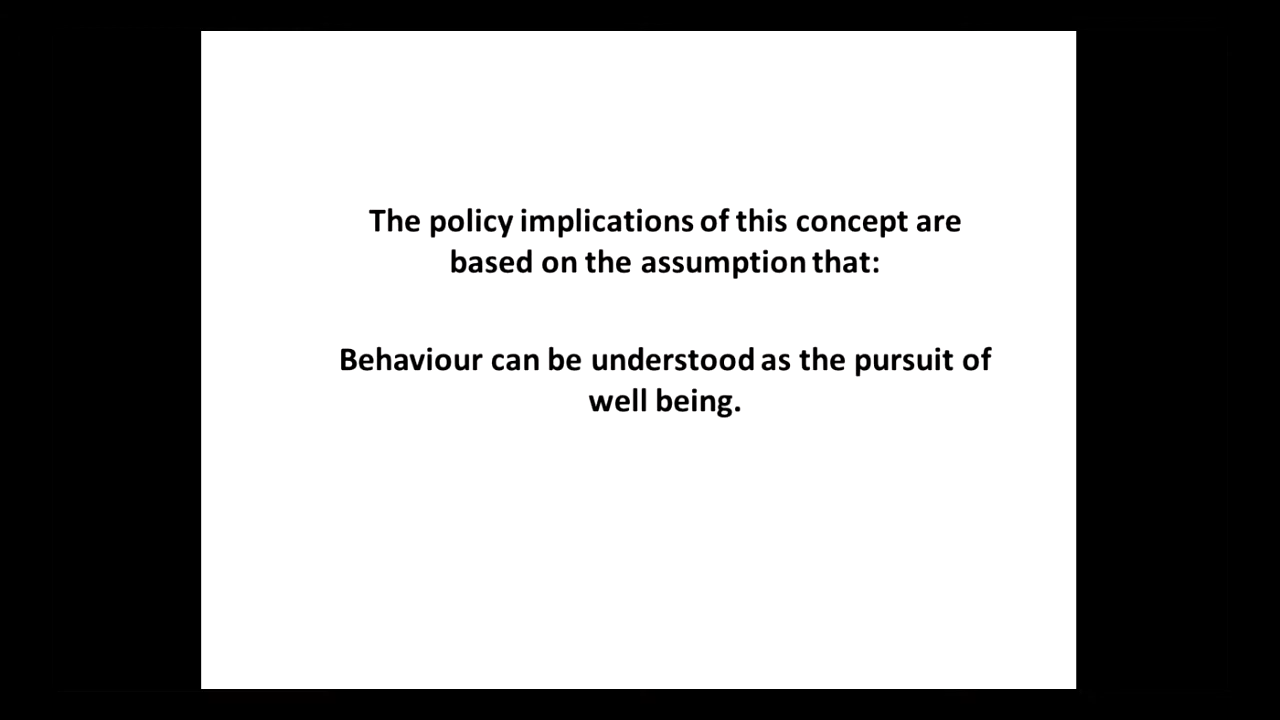 The policy implications of this concept are
based on the assumption that:
Behaviour can be understood as the pursuit of
well being.